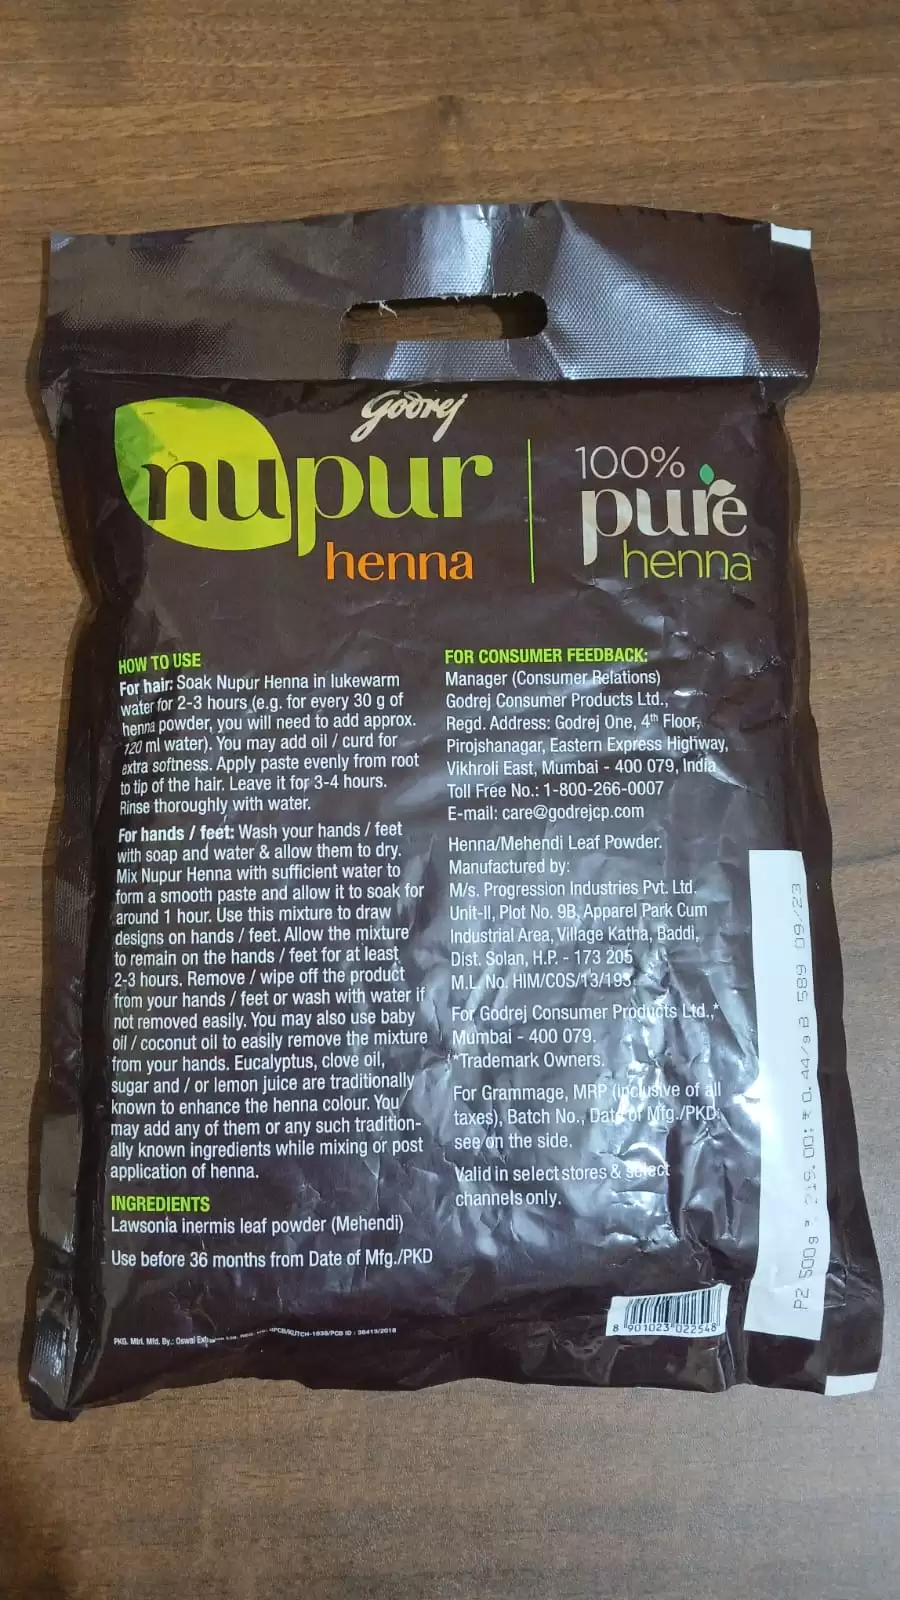 Godrej
nupur
henna
100%
pure
henna
HOW TO USE
For hair: Soak Nupur Henna in lukewarm
water for 2-3 hours (e.g. for every 30 g of
henna powder, you will need to add approx.
120 ml water). You may add oil / curd for
extra softness. Apply paste evenly from root
to tip of the hair. Leave it for 3-4 hours.
Rinse thoroughly with water.
For hands / feet: Wash your hands / feet
with soap and water & allow them to dry.
Mix Nupur Henna with sufficient water to
form a smooth paste and allow it to soak for
around 1 hour. Use this mixture to draw
designs on hands / feet. Allow the mixture
to remain on the hands / feet for at least
2-3 hours. Remove / wipe off the product
from your hands / feet or wash with water if
not removed easily. You may also use baby
oil / coconut oil to easily remove the mixture
from your hands. Eucalyptus, clove oil,
sugar and / or lemon juice are traditionally
known to enhance the henna colour. You
may add any of them or any such tradition-
ally known ingredients while mixing or post
application of henna.
INGREDIENTS
Lawsonia inermis leaf powder (Mehendi)
Use before 36 months from Date of Mfg./PKD
PKG. Mtrl. Mfd. By.: Oswal
FOR CONSUMER FEEDBACK:
Manager (Consumer Relations)
Godrej Consumer Products Ltd.,
Regd. Address: Godrej One, 4th Floor,
Pirojshanagar, Eastern Express Highway,
Vikhroli East, Mumbai - 400 079, India
Toll Free No.: 1-800-266-0007
E-mail: care@godrejcp.com
Henna/Mehendi Leaf Powder.
Manufactured by:
M/s. Progression Industries Pvt. Ltd.
Unit-II, Plot No. 9B, Apparel Park Cum
Industrial Area, Village Katha, Baddi,
Dist. Solan, H.P. - 173 205
M.L. No. HIM/COS/13/193
For Godrej Consumer Products Ltd.,*
Mumbai - 400 079.
*Trademark Owners.
For Grammage, MRP (inclusive of all
taxes), Batch No., Date of Mfg./PKD:
see on the side.
Valid in select stores & select
channels only.
8 901023 022548
P2 500g 219.00; ₹ 0.44/g B 589 09/23